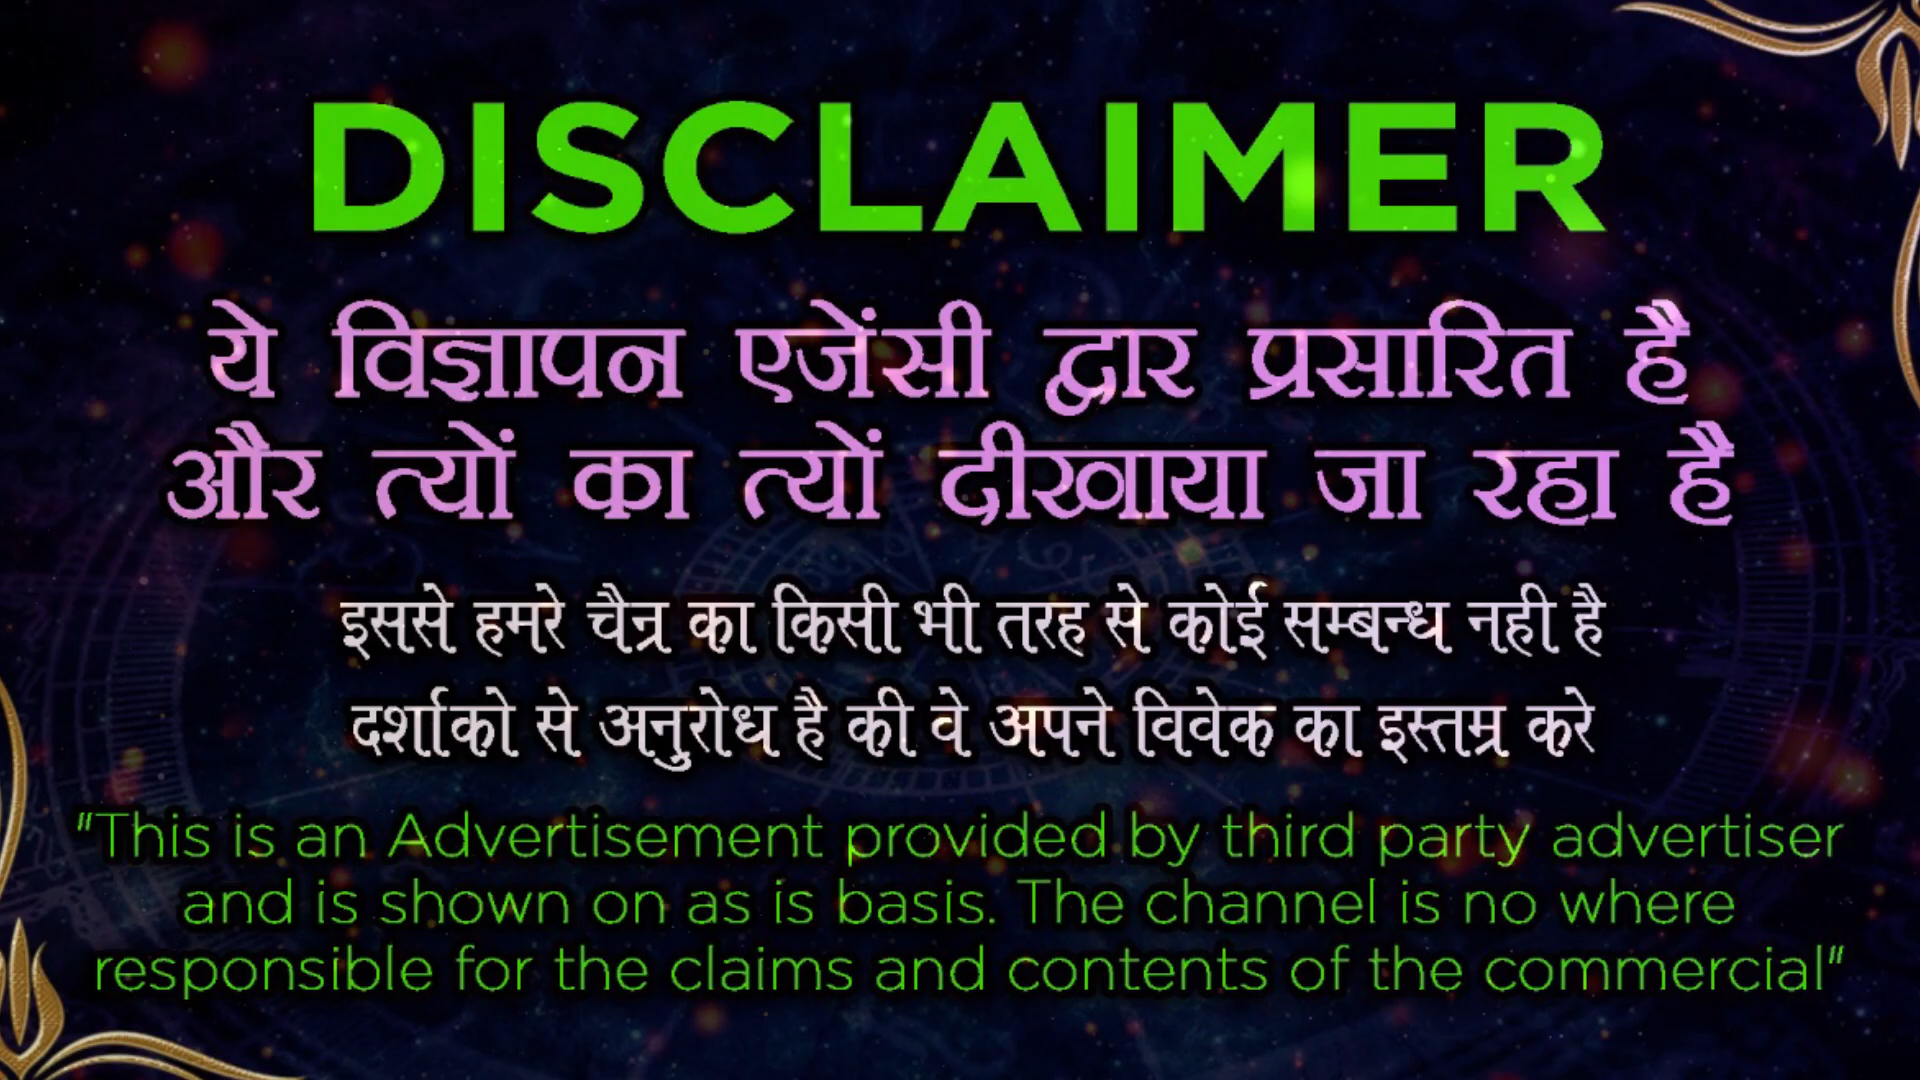 DISCLAIMER
ये विज्ञापन एजेंसी द्वार प्रसारित है
और त्यों का त्यों दीखाया जा रहा है
इससे हमरे चैन्र का किसी भी तरह से कोई सम्बन्ध नही है
दर्शाको से अनुरोध है की वे अपने विवेक का इस्तम्र करे
"This is an Advertisement provided by third party advertiser
and is shown on as is basis. The channel is no where
responsible for the claims and contents of the commercial"